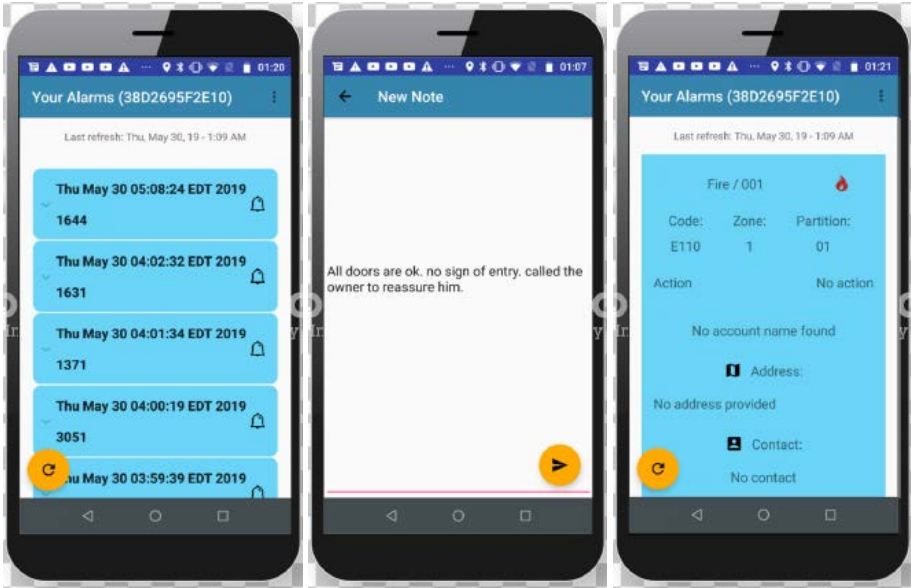 01:20
Your Alarms (38D2695F2E10)
Last refresh: Thu, May 30, 19 - 1:09 AM
Thu May 30 05:08:24 EDT 2019
1644
Thu May 30 04:02:32 EDT 2019
1631
Thu May 30 04:01:34 EDT 2019
1371
Thu May 30 04:00:19 EDT 2019
3051
hu May 30 03:59:39 EDT 2019
01:07
New Note
All doors are ok. no sign of entry. called the
owner to reassure him.
01:21
Your Alarms (38D2695F2E10)
Last refresh: Thu, May 30, 19 - 1:09 AM
Fire / 001
Code: Zone: Partition:
E110 1 01
Action No action
No account name found
Address:
No address provided
Contact:
No contact